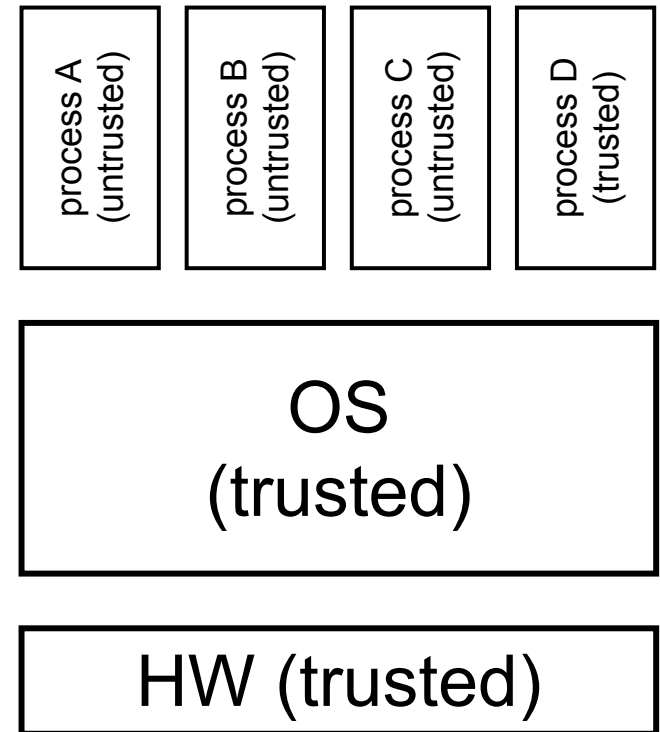 process A
(untrusted)
process B
(untrusted)
process C
(untrusted)
process D
(trusted)
OS
(trusted)
HW (trusted)